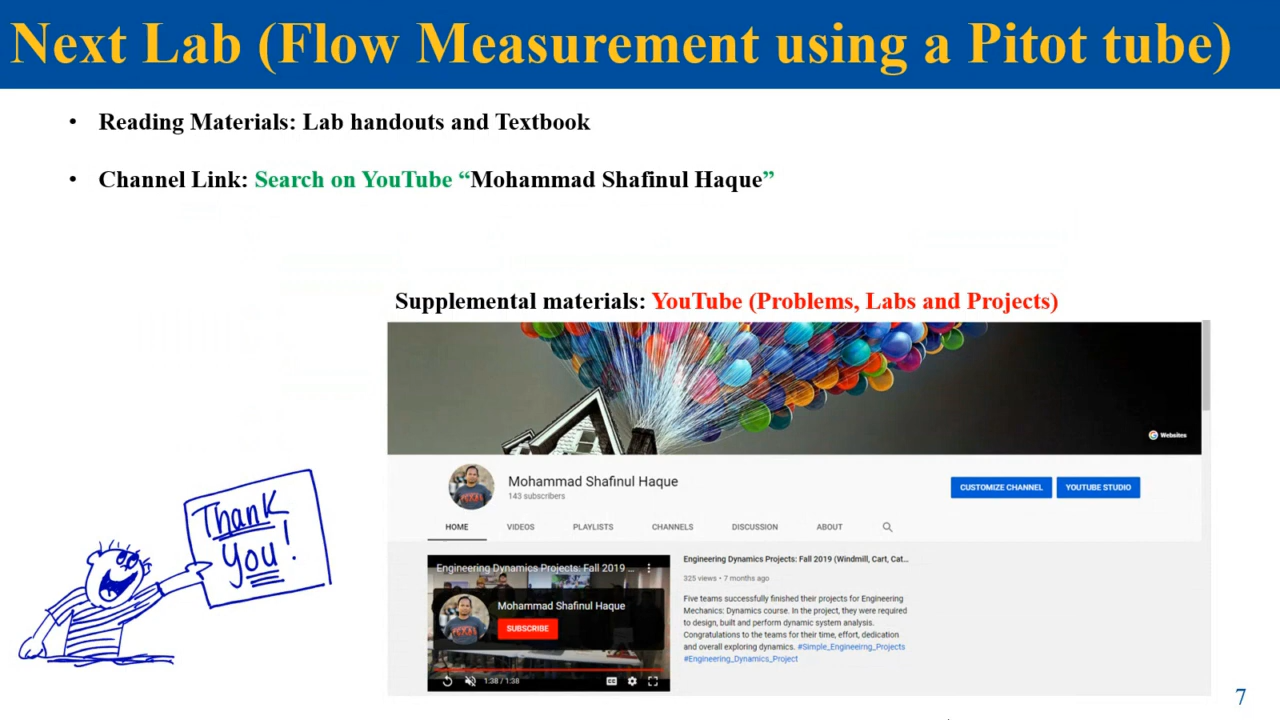 Next Lab (Flow Measurement using a Pitot tube)
• Reading Materials: Lab handouts and Textbook
• Channel Link: Search on YouTube “Mohammad Shafinul Haque”
Supplemental materials: YouTube (Problems, Labs and Projects)
Websites
Mohammad Shafinul Haque
143 subscribers
CUSTOMIZE CHANNEL
YOUTUBE STUDIO
HOME VIDEOS PLAYLISTS CHANNELS DISCUSSION ABOUT
Engineering Dynamics Projects: Fall 2019 ...
Mohammad Shafinul Haque
SUBSCRIBE
1:38 / 1:38
Engineering Dynamics Projects: Fall 2019 (Windmill, Cart, Cat...
325 views • 7 months ago
Five teams successfully finished their projects for Engineering
Mechanics: Dynamics course. In the project, they were required
to design, built and perform dynamic system analysis.
Congratulations to the teams for their time, effort, dedication
and overall exploring dynamics. #Simple_Engineeirng_Projects
#Engineering_Dynamics_Project
Thank
You!
7